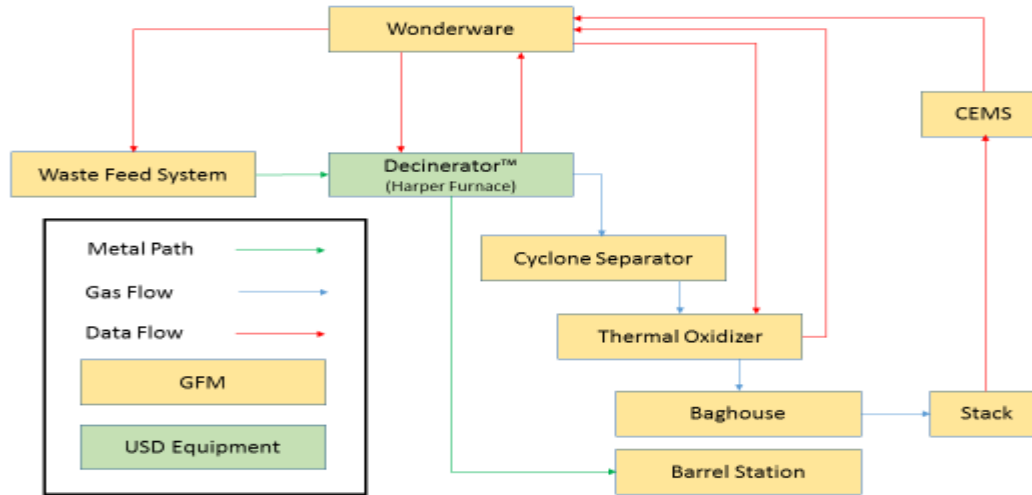 Wonderware
CEMS
Waste Feed System
Decinerator™
(Harper Furnace)
Metal Path
Gas Flow
Data Flow
GFM
USD Equipment
Cyclone Separator
Thermal Oxidizer
Baghouse
Stack
Barrel Station